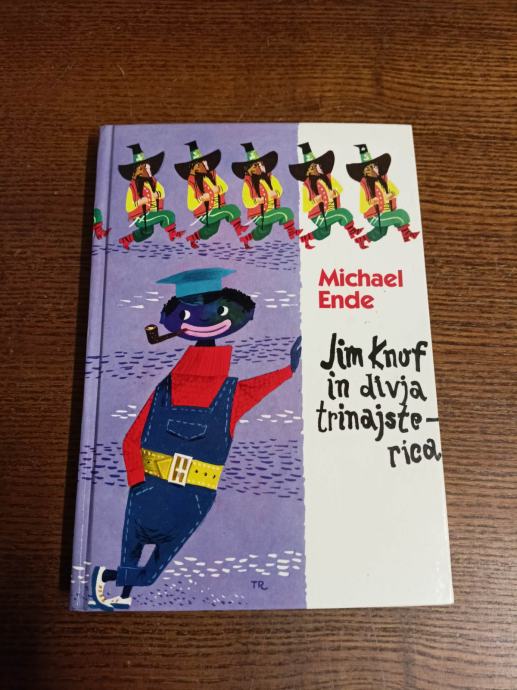 Michael
Ende
Jim Knof
in divja
trinajste-
rica
TR